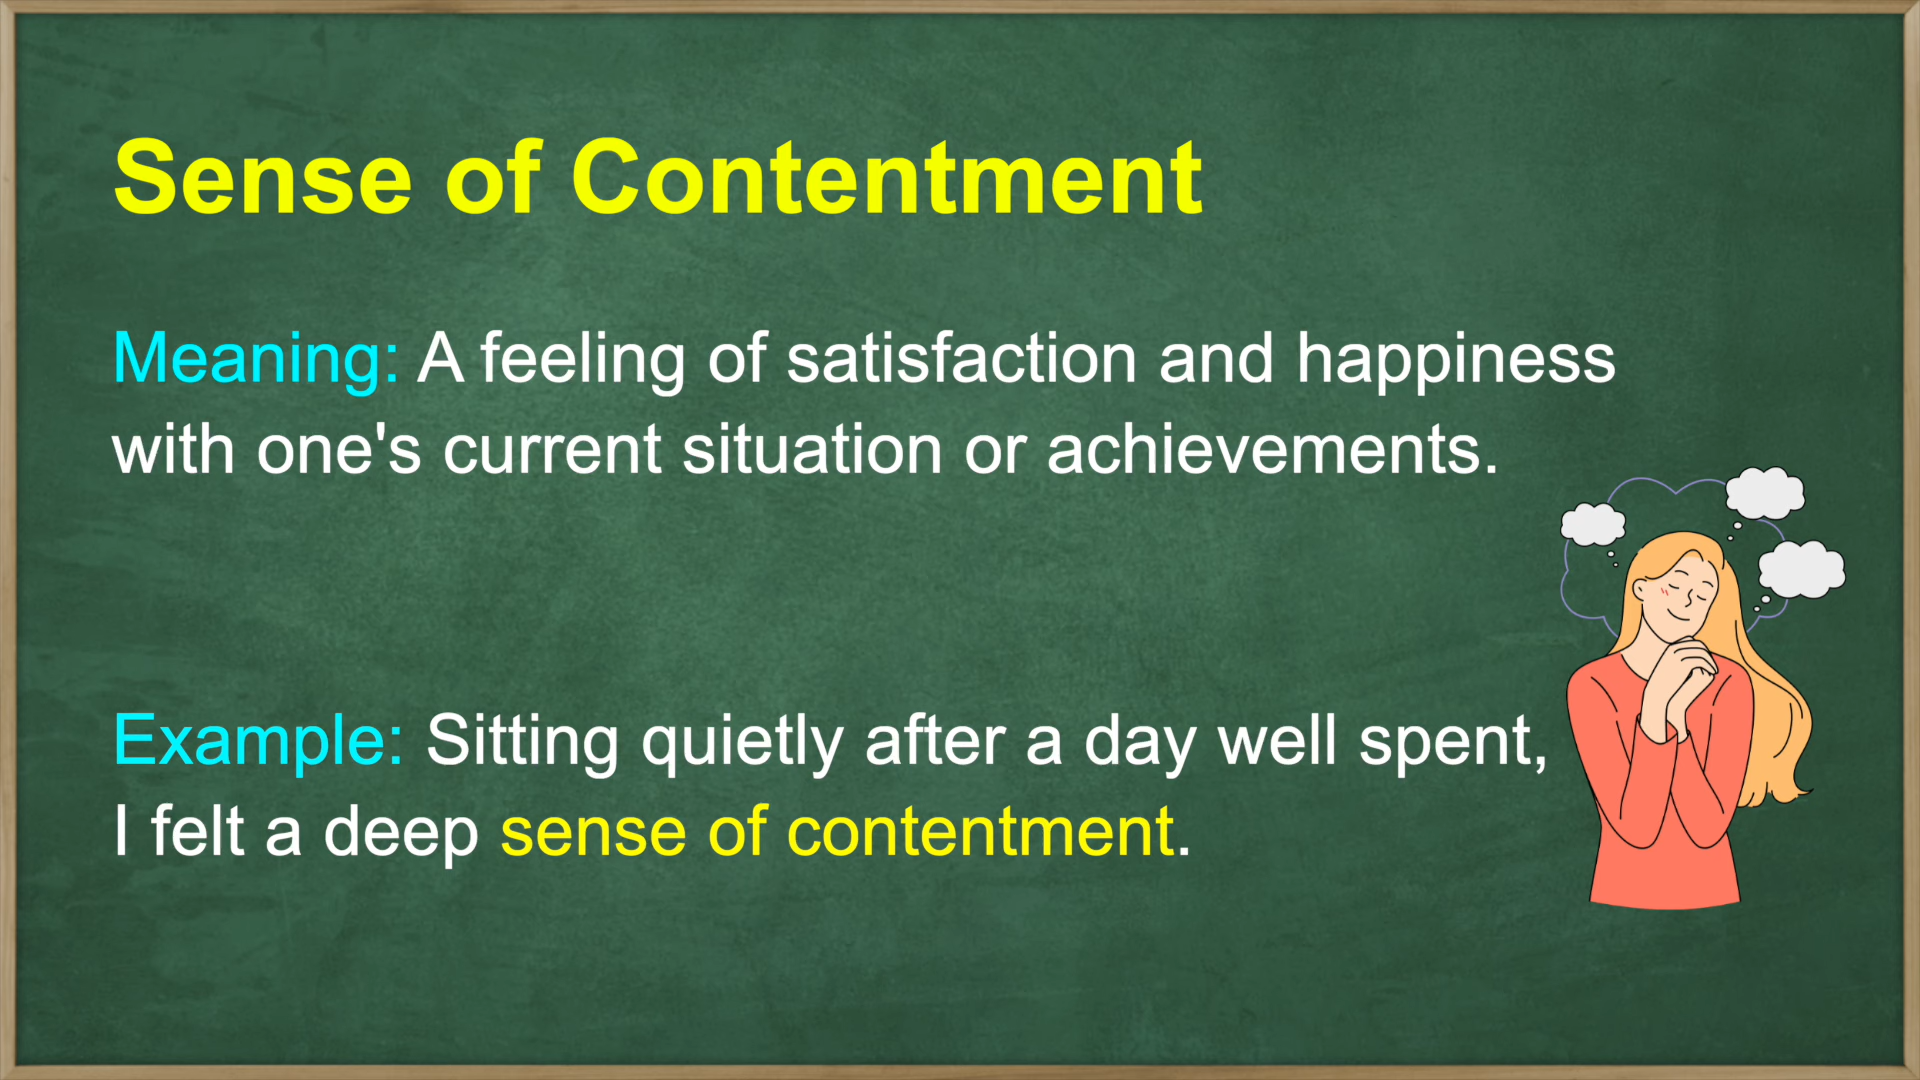 Sense of Contentment
Meaning: A feeling of satisfaction and happiness
with one's current situation or achievements.
Example: Sitting quietly after a day well spent,
I felt a deep sense of contentment.